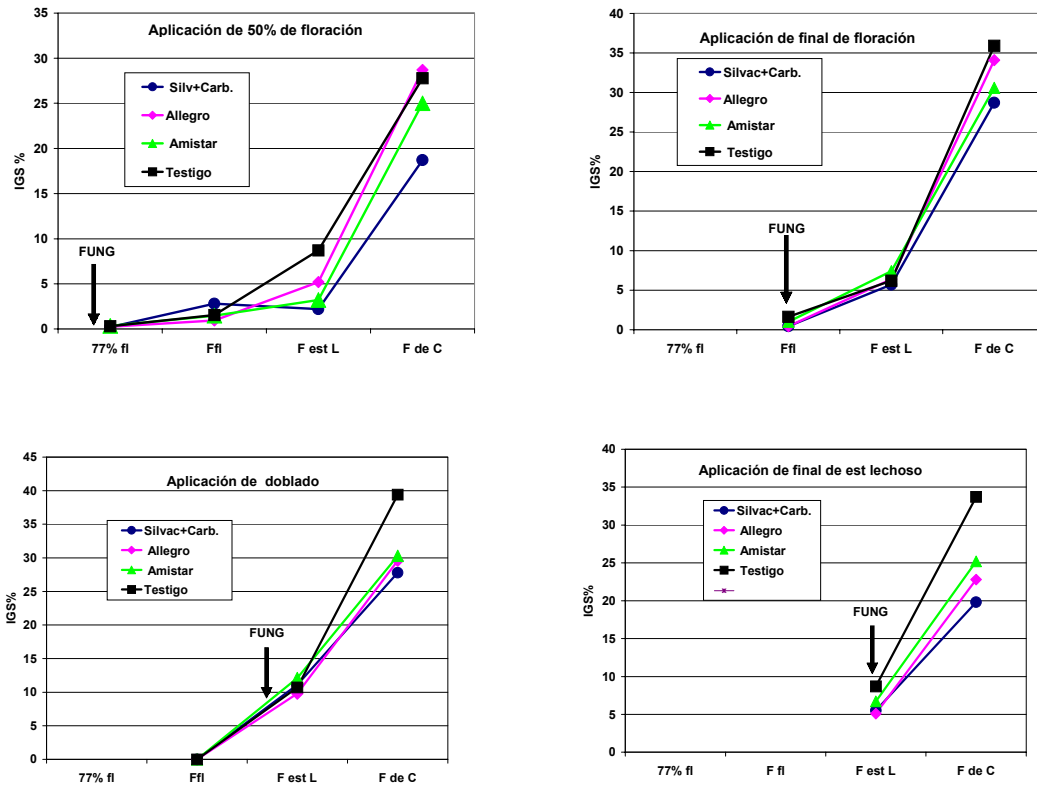 Aplicación de 50% de floración
35
30
25
20
15
10
5
0
IGS %
Silv+Carb.
Allegro
Amistar
Testigo
FUNG
77% fl
Ffl
F est L
F de C
Aplicación de final de floración
40
35
30
25
20
15
10
5
0
IGS%
Silvac+Carb.
Allegro
Amistar
Testigo
FUNG
77% fl
Ffl
F est L
F de C
Aplicación de doblado
45
40
35
30
25
20
15
10
5
0
IGS%
Silvac+Carb.
Allegro
Amistar
Testigo
FUNG
77% fl
Ffl
F est L
F de C
Aplicación de final de est lechoso
40
35
30
25
20
15
10
5
0
IGS%
Silvac+Carb.
Allegro
Amistar
Testigo
FUNG
77% fl
F fl
F est L
F de C